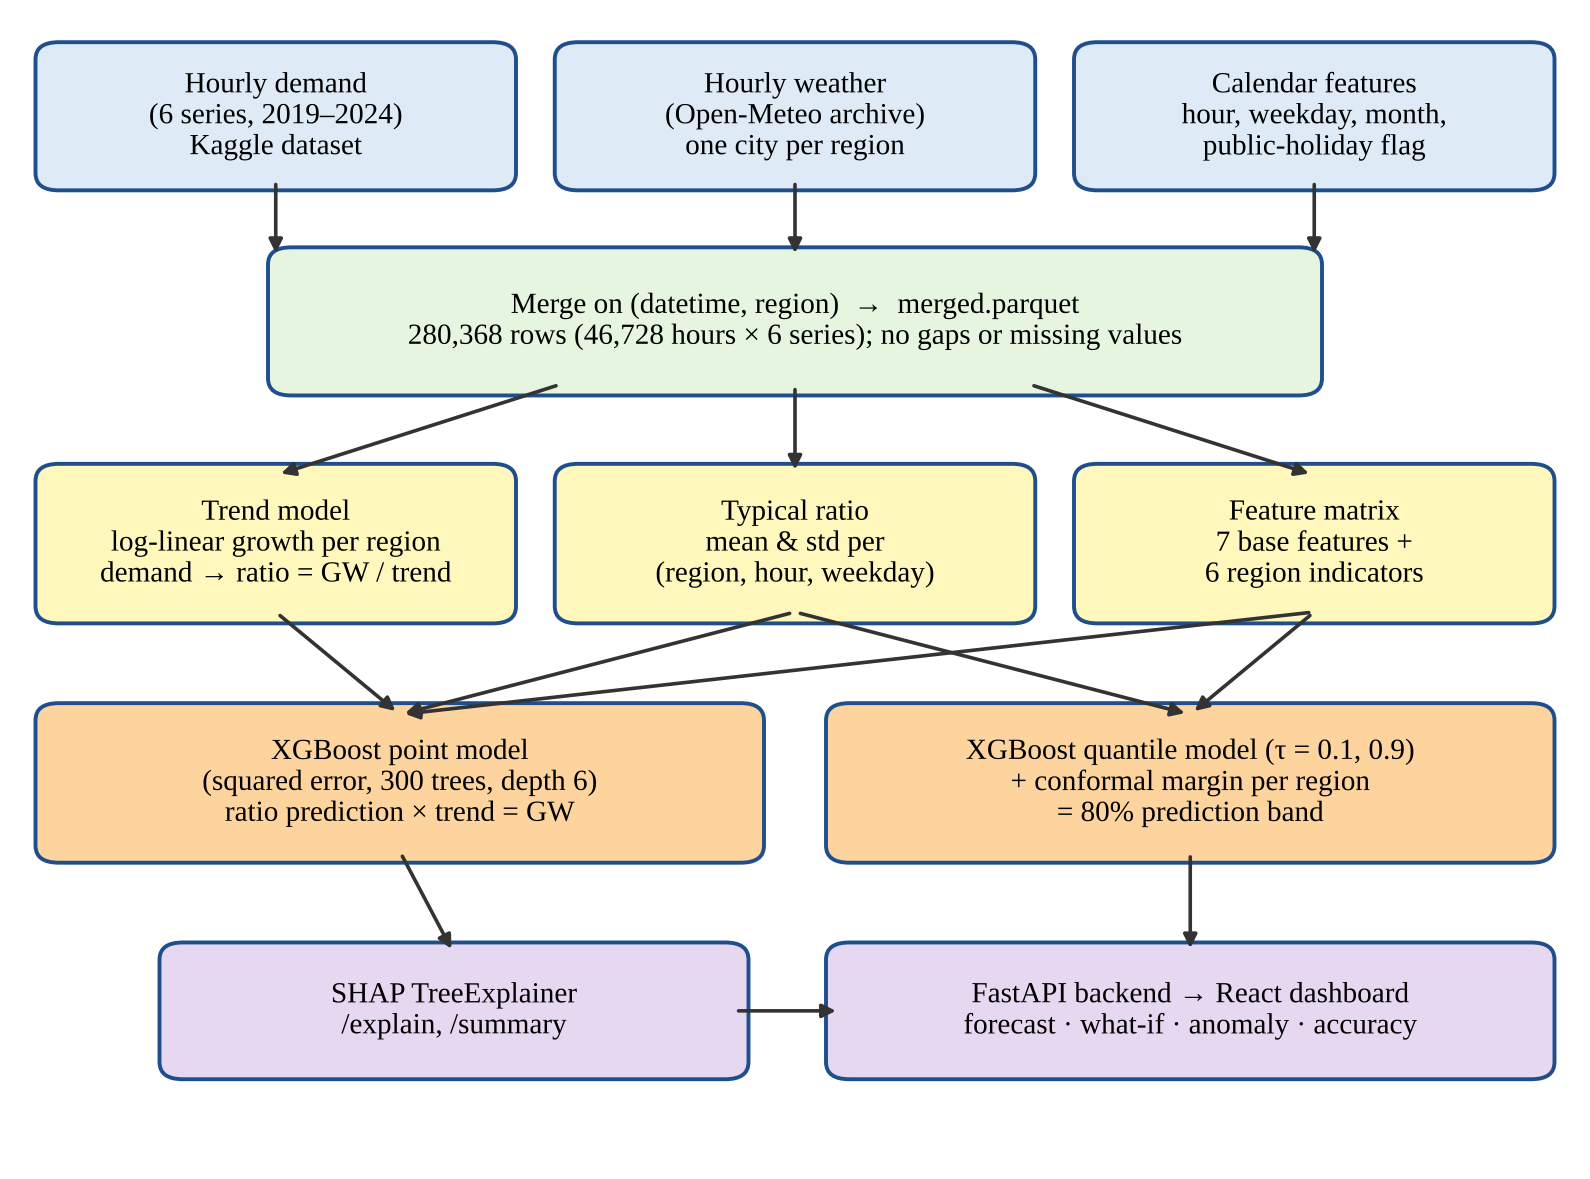 Hourly demand
(6 series, 2019–2024)
Kaggle dataset
Hourly weather
(Open-Meteo archive)
one city per region
Calendar features
hour, weekday, month,
public-holiday flag
Merge on (datetime, region) → merged.parquet
280,368 rows (46,728 hours × 6 series); no gaps or missing values
Trend model
log-linear growth per region
demand → ratio = GW / trend
Typical ratio
mean & std per
(region, hour, weekday)
Feature matrix
7 base features +
6 region indicators
XGBoost point model
(squared error, 300 trees, depth 6)
ratio prediction × trend = GW
XGBoost quantile model (τ = 0.1, 0.9)
+ conformal margin per region
= 80% prediction band
SHAP TreeExplainer
/explain, /summary
FastAPI backend → React dashboard
forecast · what-if · anomaly · accuracy